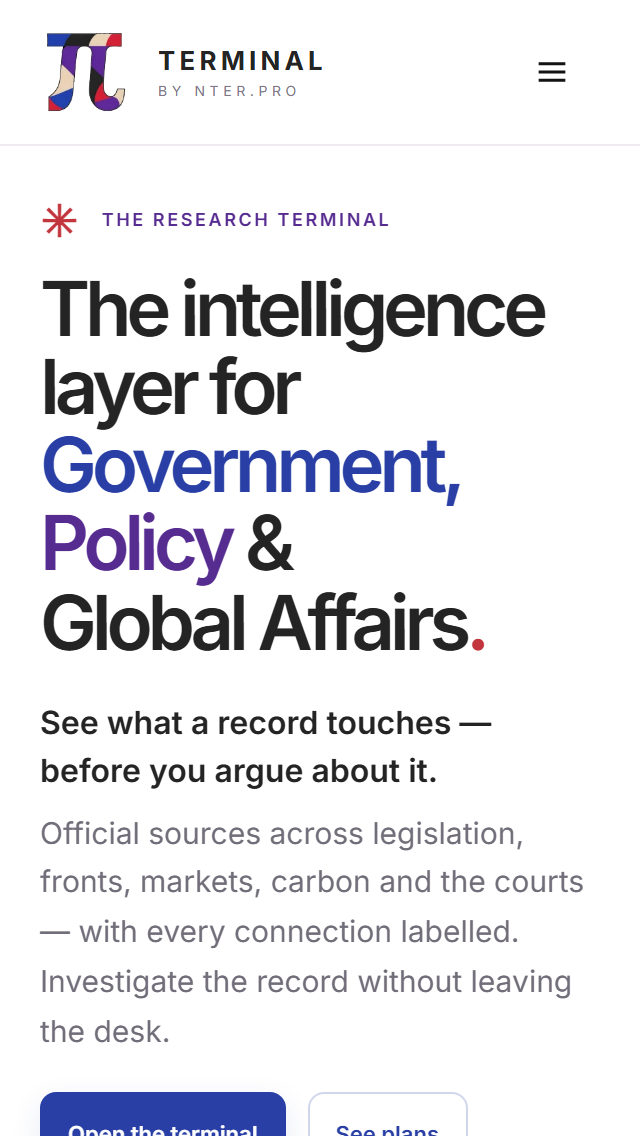 TERMINAL
BY NTER.PRO
THE RESEARCH TERMINAL
The intelligence
layer for
Government,
Policy &
Global Affairs.
See what a record touches —
before you argue about it.
Official sources across legislation,
fronts, markets, carbon and the courts
— with every connection labelled.
Investigate the record without leaving
the desk.
Open the terminal
See plans